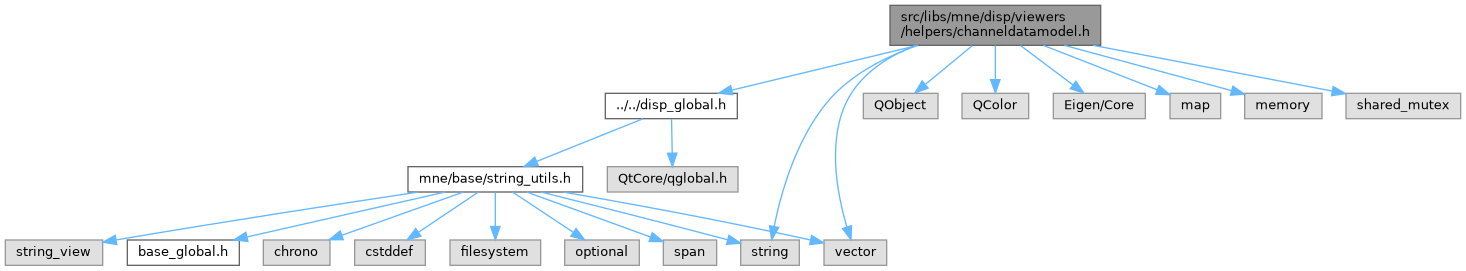 src/libs/mne/disp/viewers
/helpers/channeldatamodel.h
../../disp_global.h
QObject
QColor
Eigen/Core
map
memory
shared_mutex
mne/base/string_utils.h
QtCore/qglobal.h
string_view
base_global.h
chrono
cstddef
filesystem
optional
span
string
vector